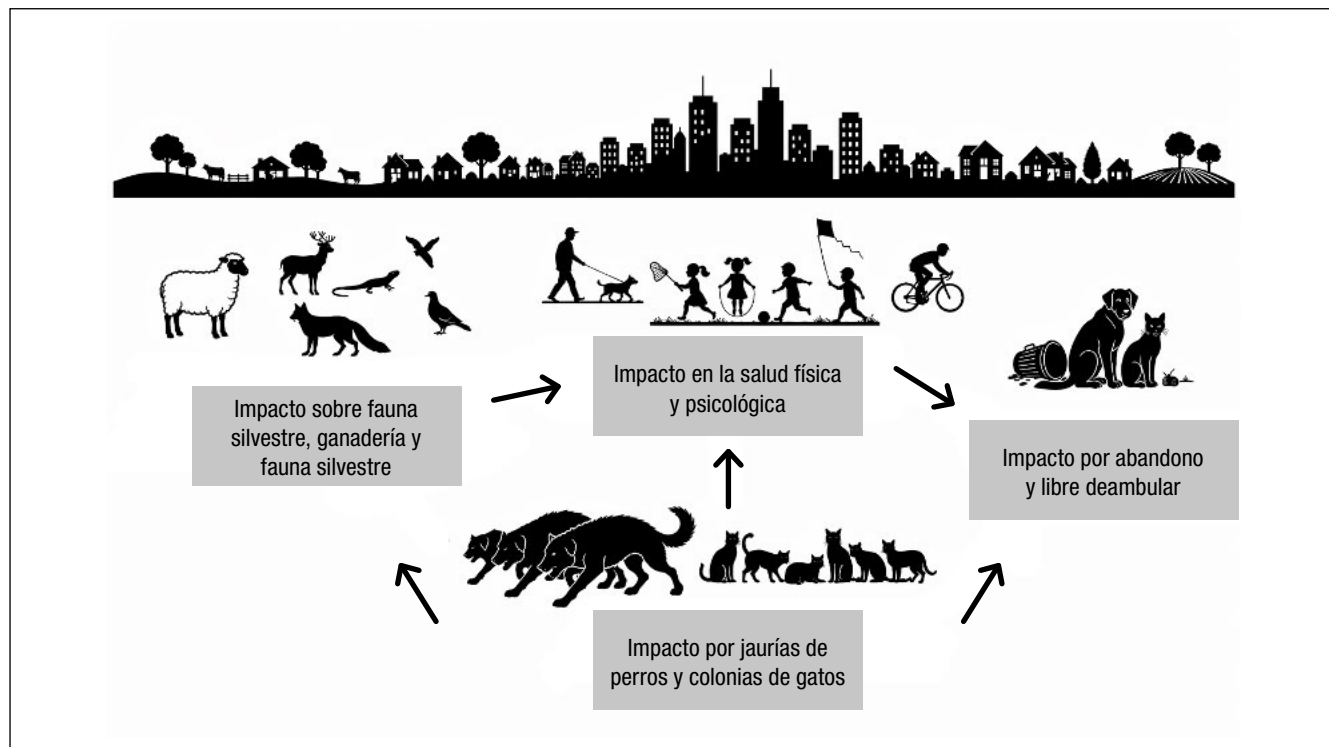 Impacto sobre fauna
silvestre, ganadería y
fauna silvestre
Impacto en la salud física
y psicológica
Impacto por abandono
y libre deambular
Impacto por jaurías de
perros y colonias de gatos